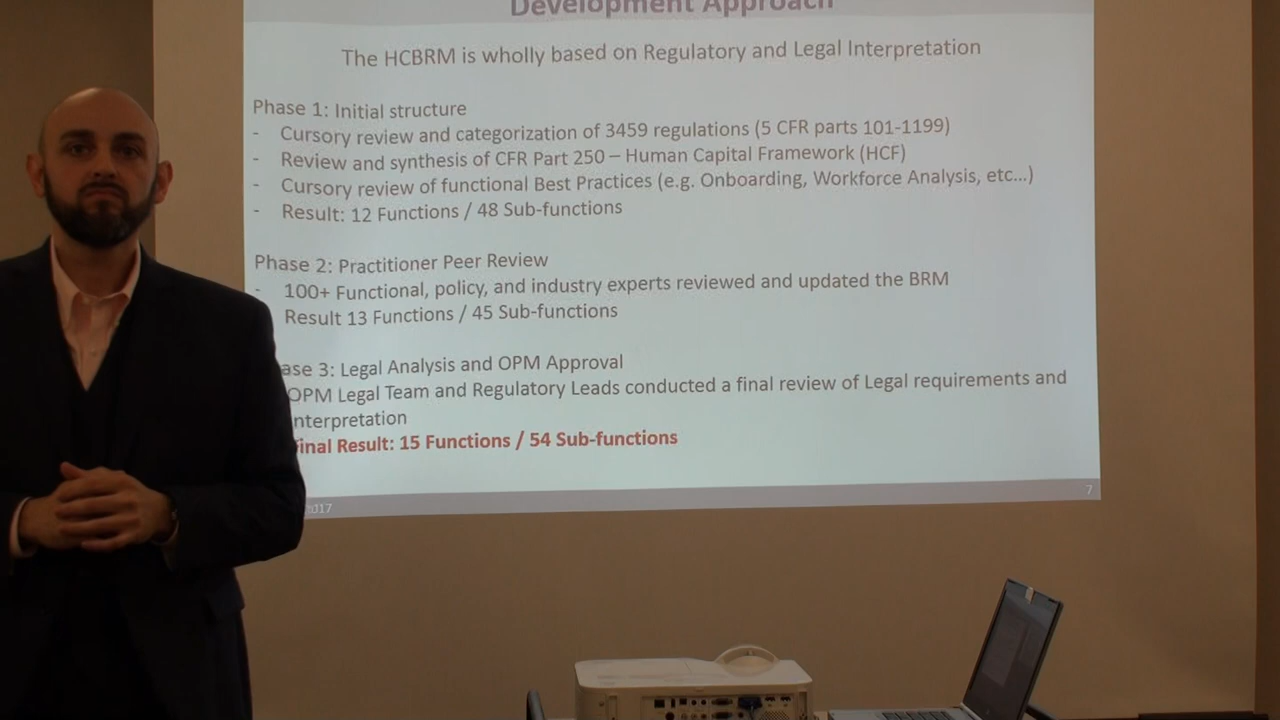 Development Approach
The HCBRM is wholly based on Regulatory and Legal Interpretation
Phase 1: Initial structure
- Cursory review and categorization of 3459 regulations (5 CFR parts 101-1199)
- Review and synthesis of CFR Part 250 – Human Capital Framework (HCF)
- Cursory review of functional Best Practices (e.g. Onboarding, Workforce Analysis, etc...)
- Result: 12 Functions / 48 Sub-functions
Phase 2: Practitioner Peer Review
- 100+ Functional, policy, and industry experts reviewed and updated the BRM
Result 13 Functions / 45 Sub-functions
ase 3: Legal Analysis and OPM Approval
OPM Legal Team and Regulatory Leads conducted a final review of Legal requirements and
nterpretation
inal Result: 15 Functions / 54 Sub-functions
017 7